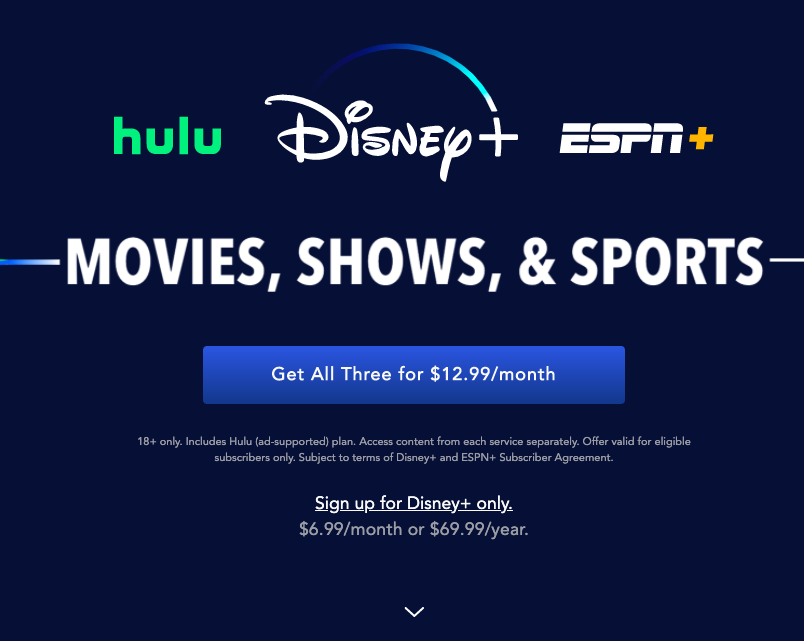 hulu Disney+ ESPN+
MOVIES, SHOWS, & SPORTS
Get All Three for $12.99/month
18+ only. Includes Hulu (ad-supported) plan. Access content from each service separately. Offer valid for eligible
subscribers only. Subject to terms of Disney+ and ESPN+ Subscriber Agreement.
Sign up for Disney+ only.
$6.99/month or $69.99/year.